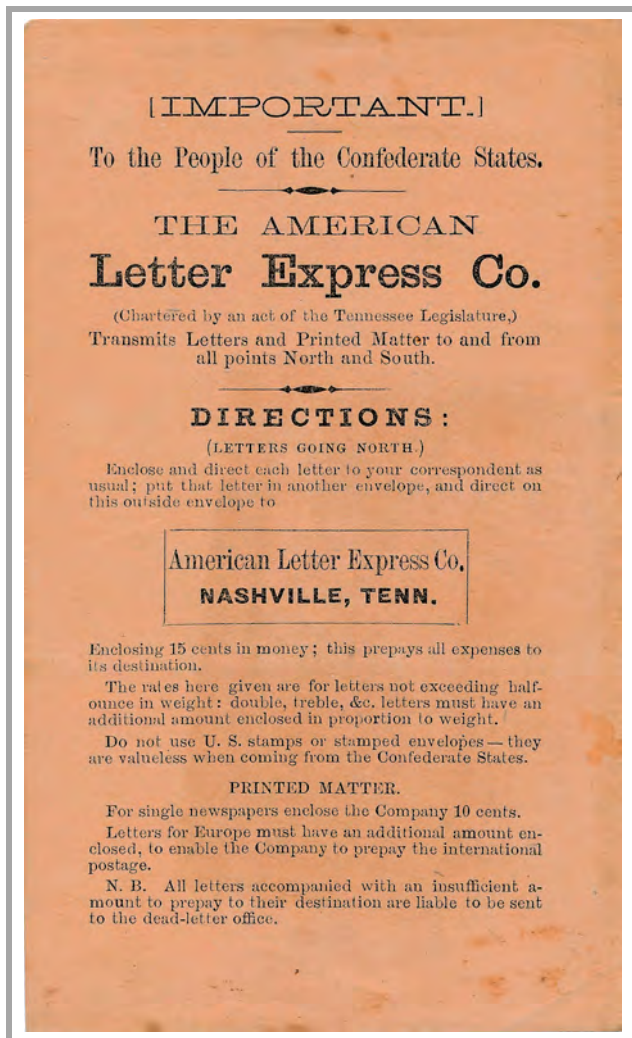 [IMPORTANT.]
To the People of the Confederate States.
THE AMERICAN
Letter Express Co.
(Chartered by an act of the Tennessee Legislature,)
Transmits Letters and Printed Matter to and from
all points North and South.
DIRECTIONS:
(LETTERS GOING NORTH.)
Enclose and direct each letter to your correspondent as
usual; put that letter in another envelope, and direct on
this outside envelope to
American Letter Express Co.
NASHVILLE, TENN.
Enclosing 15 cents in money; this prepays all expenses to
its destination.
The rates here given are for letters not exceeding half-
ounce in weight: double, treble, &c. letters must have an
additional amount enclosed in proportion to weight.
Do not use U. S. stamps or stamped envelopes — they
are valueless when coming from the Confederate States.
PRINTED MATTER.
For single newspapers enclose the Company 10 cents.
Letters for Europe must have an additional amount en-
closed, to enable the Company to prepay the international
postage.
N. B. All letters accompanied with an insufficient a-
mount to prepay to their destination are liable to be sent
to the dead-letter office.